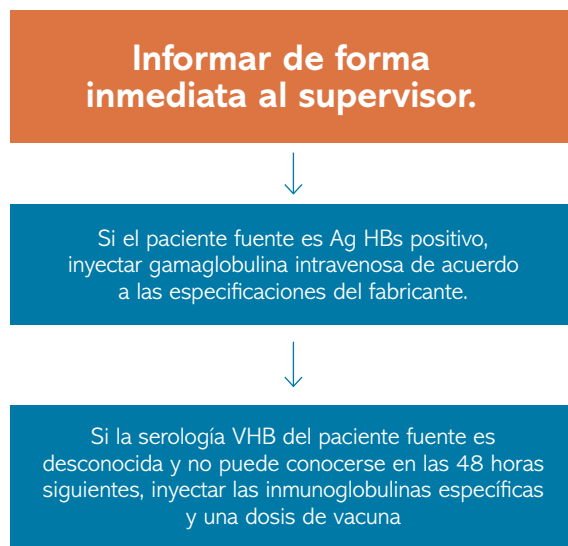 Informar de forma
inmediata al supervisor.
Si el paciente fuente es Ag HBs positivo,
inyectar gamaglobulina intravenosa de acuerdo
a las especificaciones del fabricante.
Si la serología VHB del paciente fuente es
desconocida y no puede conocerse en las 48 horas
siguientes, inyectar las inmunoglobulinas específicas
y una dosis de vacuna